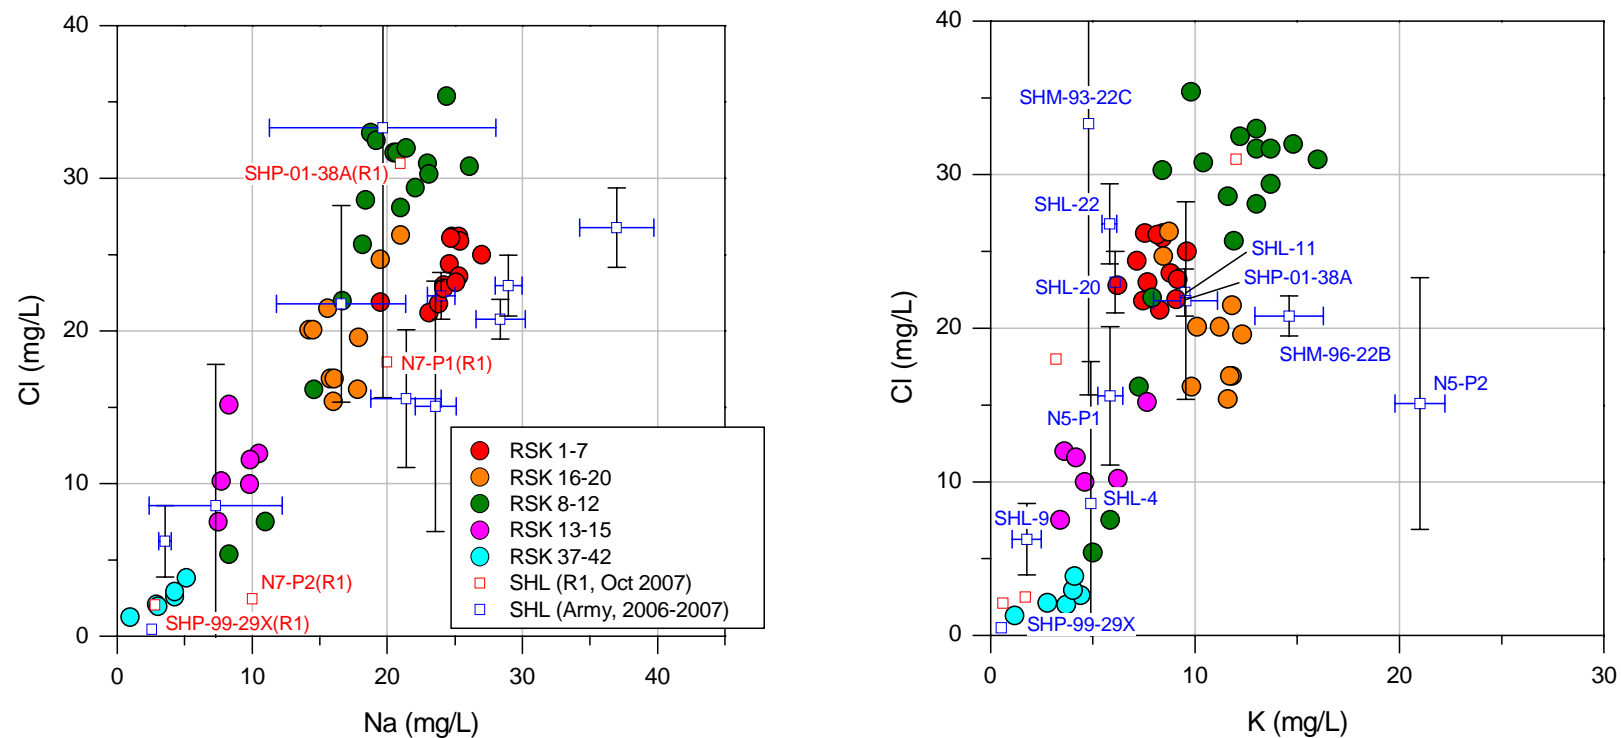 40
30
20
10
0
Cl (mg/L)
0
10
20
30
40
Na (mg/L)
SHP-01-38A(R1)
N7-P1(R1)
N7-P2(R1)
SHP-99-29X(R1)
RSK 1-7
RSK 16-20
RSK 8-12
RSK 13-15
RSK 37-42
SHL (R1, Oct 2007)
SHL (Army, 2006-2007)
40
30
20
10
0
Cl (mg/L)
0
10
20
30
K (mg/L)
SHM-93-22C
SHL-22
SHL-11
SHP-01-38A
SHL-20
SHM-96-22B
N5-P2
N5-P1
SHL-4
SHL-9
SHP-99-29X